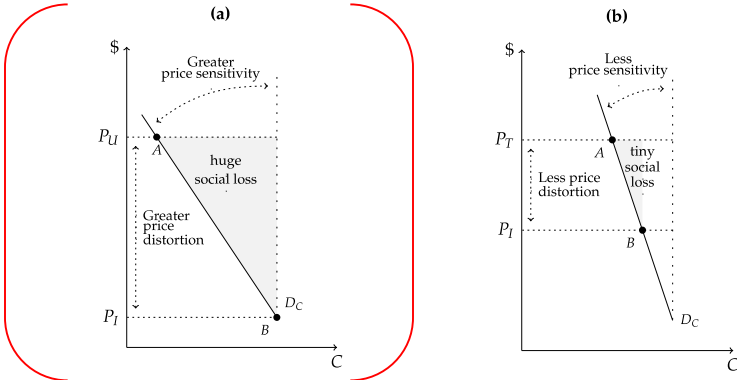 (a)
$
Greater
price sensitivity
P_U
A
huge
social loss
Greater
price
distortion
P_I
D_C
B
C
(b)
$
Less
price sensitivity
P_T
A
tiny
social
loss
Less price
distortion
P_I
B
D_C
C